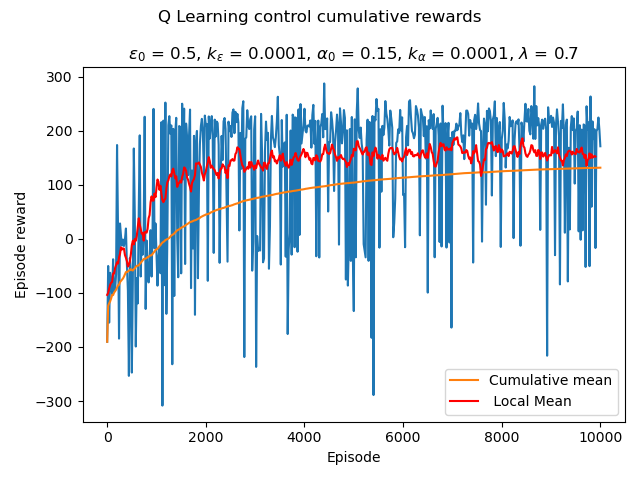 Q Learning control cumulative rewards
ε₀ = 0.5, kε = 0.0001, α₀ = 0.15, kα = 0.0001, λ = 0.7
300
200
100
0
−100
−200
−300
Episode reward
0 2000 4000 6000 8000 10000
Episode
Cumulative mean
Local Mean